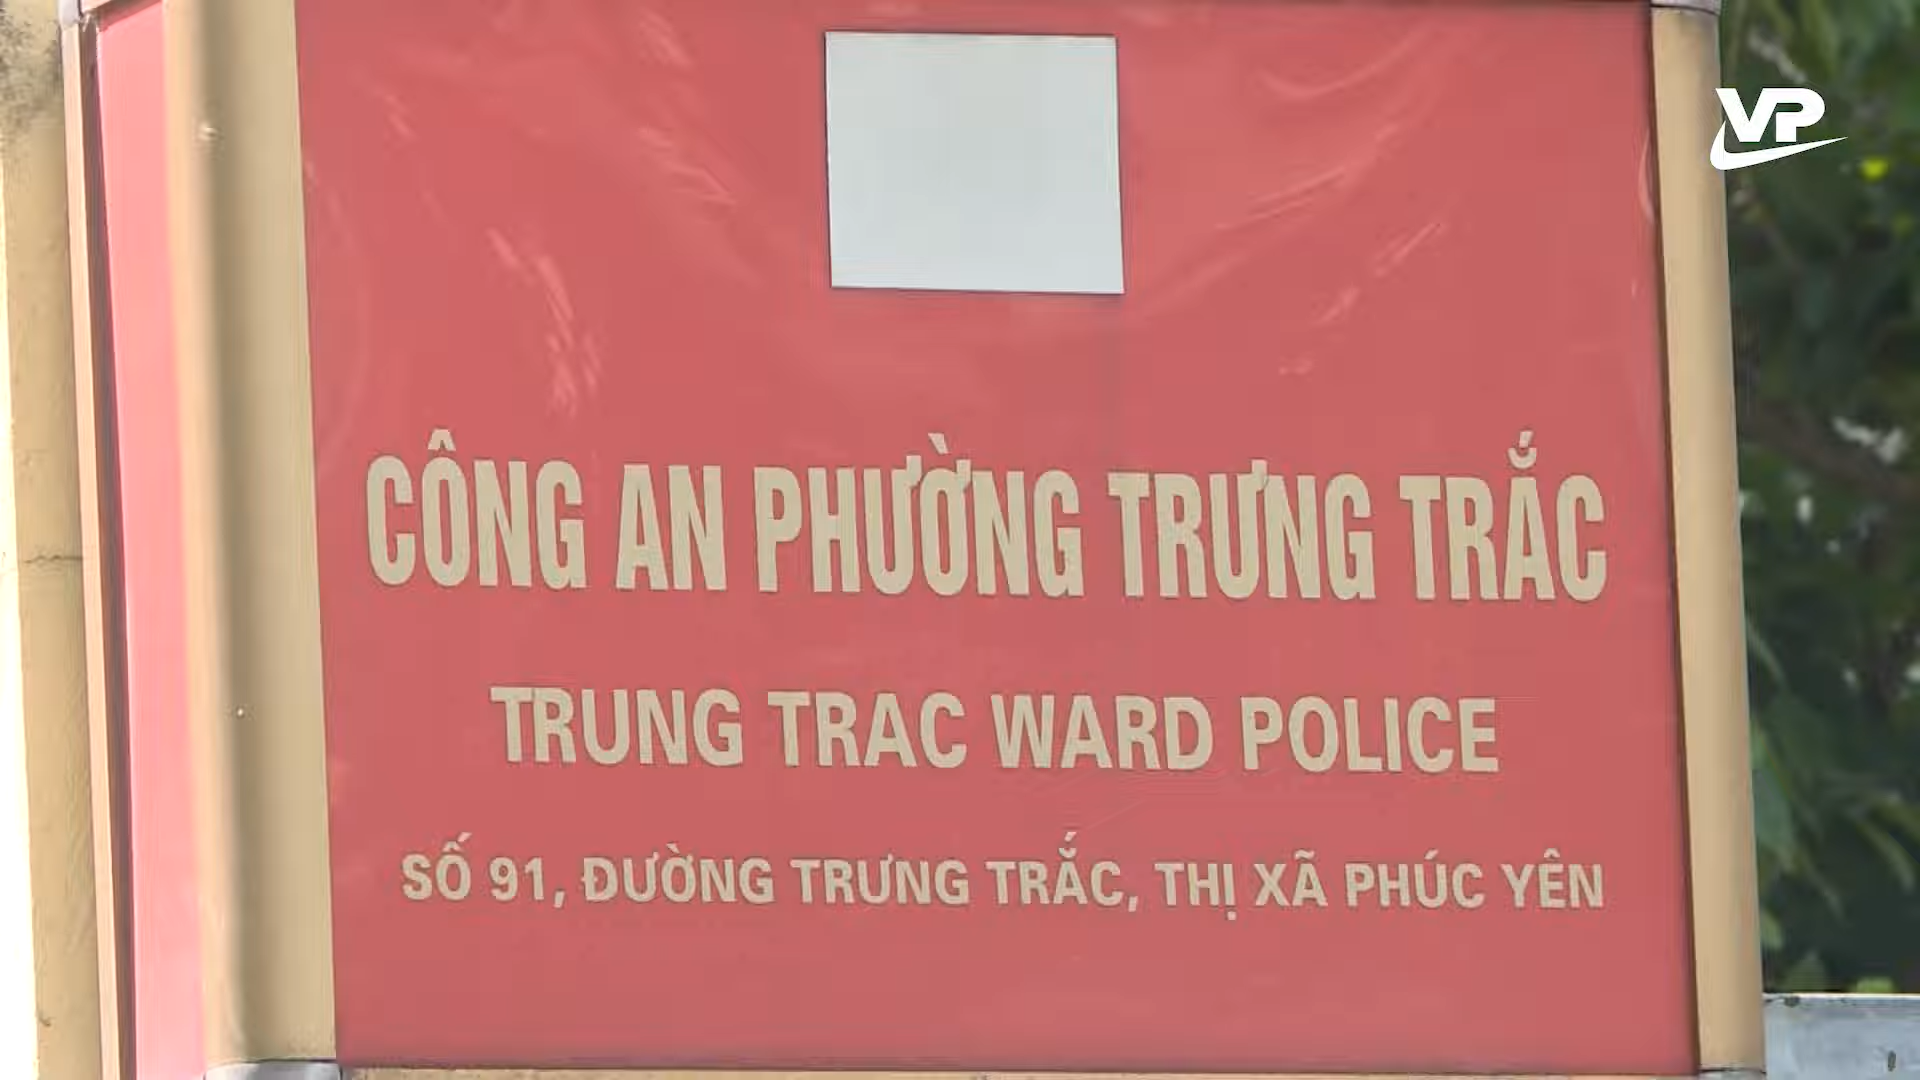 VP
CÔNG AN PHƯỜNG TRƯNG TRẮC
TRUNG TRAC WARD POLICE
SỐ 91, ĐƯỜNG TRƯNG TRẮC, THỊ XÃ PHÚC YÊN